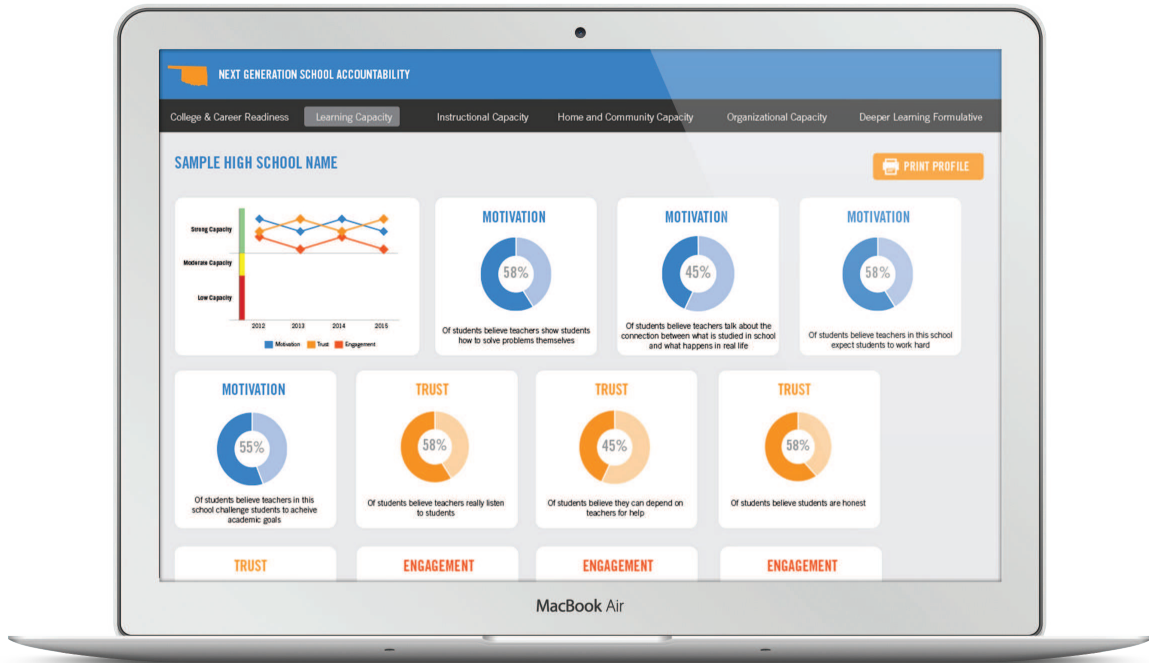 NEXT GENERATION SCHOOL ACCOUNTABILITY
College & Career Readiness
Learning Capacity
Instructional Capacity
Home and Community Capacity
Organizational Capacity
Deeper Learning Formulative
SAMPLE HIGH SCHOOL NAME
PRINT PROFILE
Strong Capacity
Moderate Capacity
Low Capacity
2012
2013
2014
2015
Motivation
Trust
Engagement
MOTIVATION
58%
Of students believe teachers show students
how to solve problems themselves
MOTIVATION
45%
Of students believe teachers talk about the
connection between what is studied in school
and what happens in real life
MOTIVATION
58%
Of students believe teachers in this school
expect students to work hard
MOTIVATION
55%
Of students believe teachers in this
school challenge students to acheive
academic goals
TRUST
58%
Of students believe teachers really listen
to students
TRUST
45%
Of students believe they can depend on
teachers for help
TRUST
58%
Of students believe students are honest
TRUST
ENGAGEMENT
ENGAGEMENT
ENGAGEMENT
MacBook Air